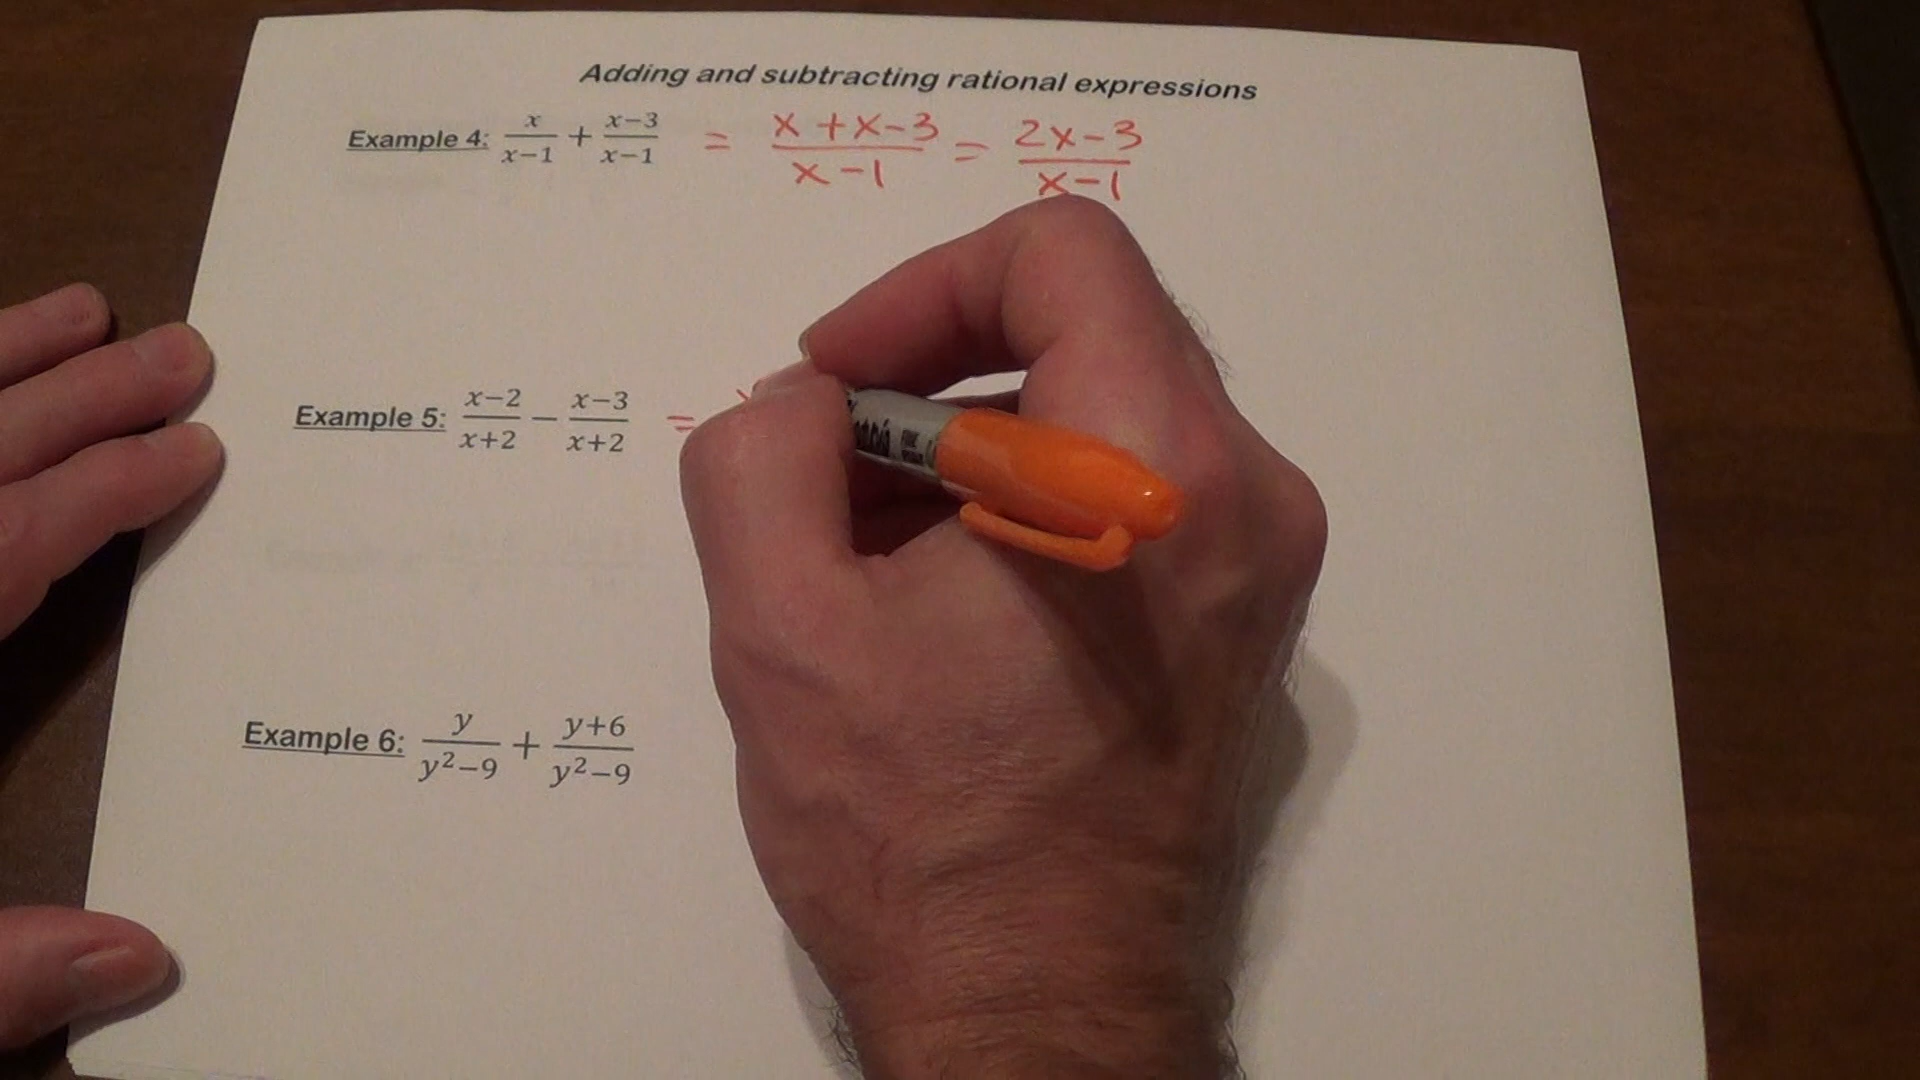 Adding and subtracting rational expressions
Example 4: x/(x−1) + (x−3)/(x−1) = (x+x−3)/(x−1) = (2x−3)/(x−1)
Example 5: (x−2)/(x+2) − (x−3)/(x+2) =
Example 6: y/(y²−9) + (y+6)/(y²−9)